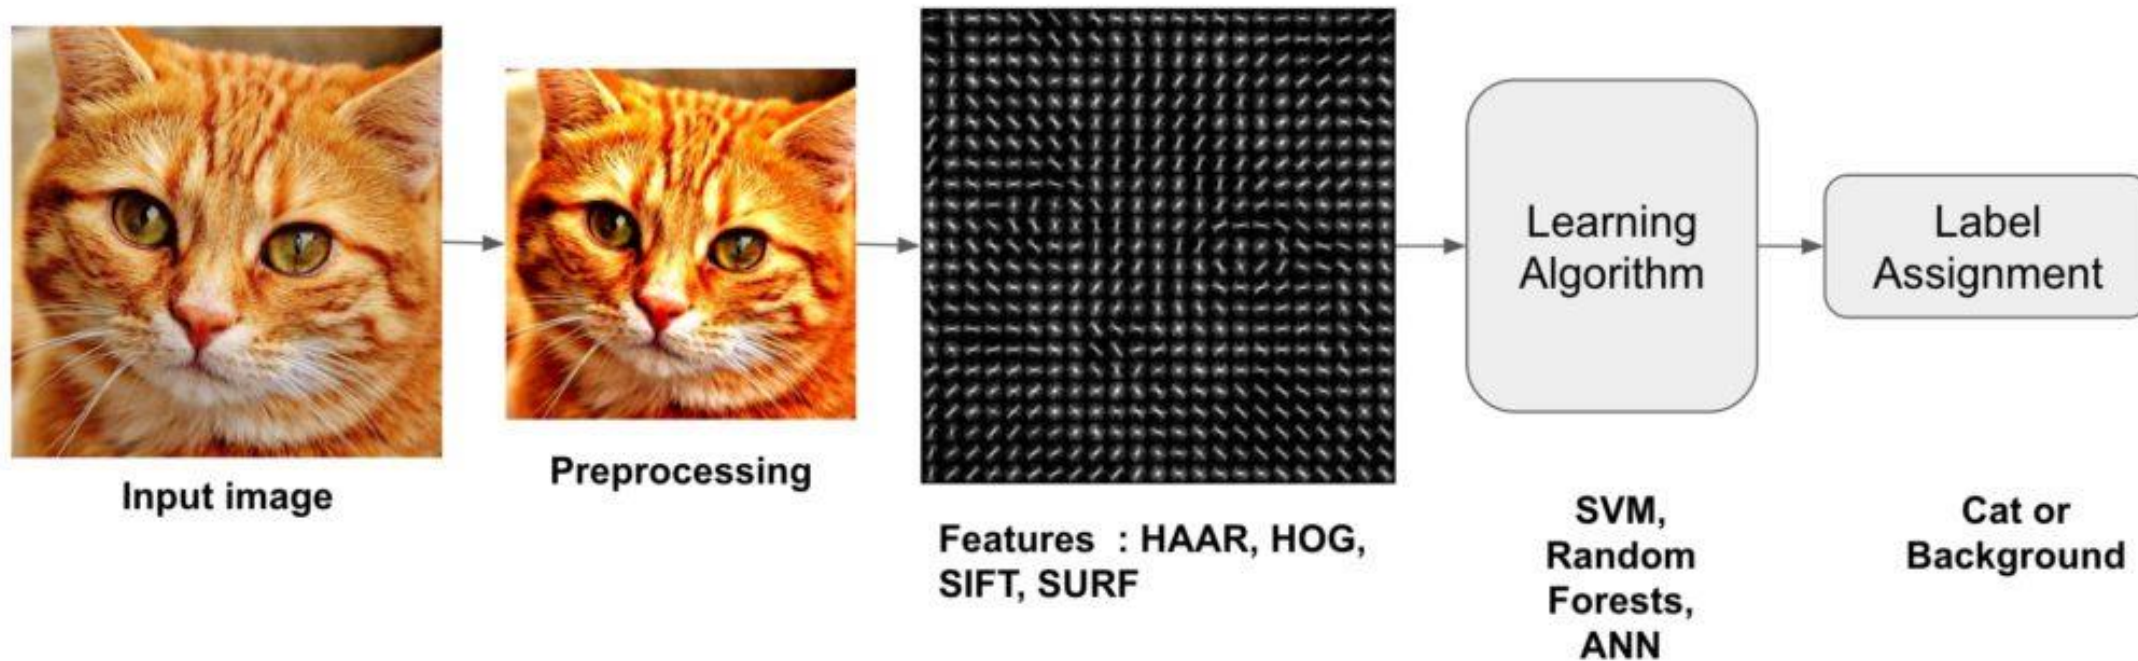 Input image
Preprocessing
Features : HAAR, HOG,
SIFT, SURF
Learning
Algorithm
SVM,
Random
Forests,
ANN
Label
Assignment
Cat or
Background